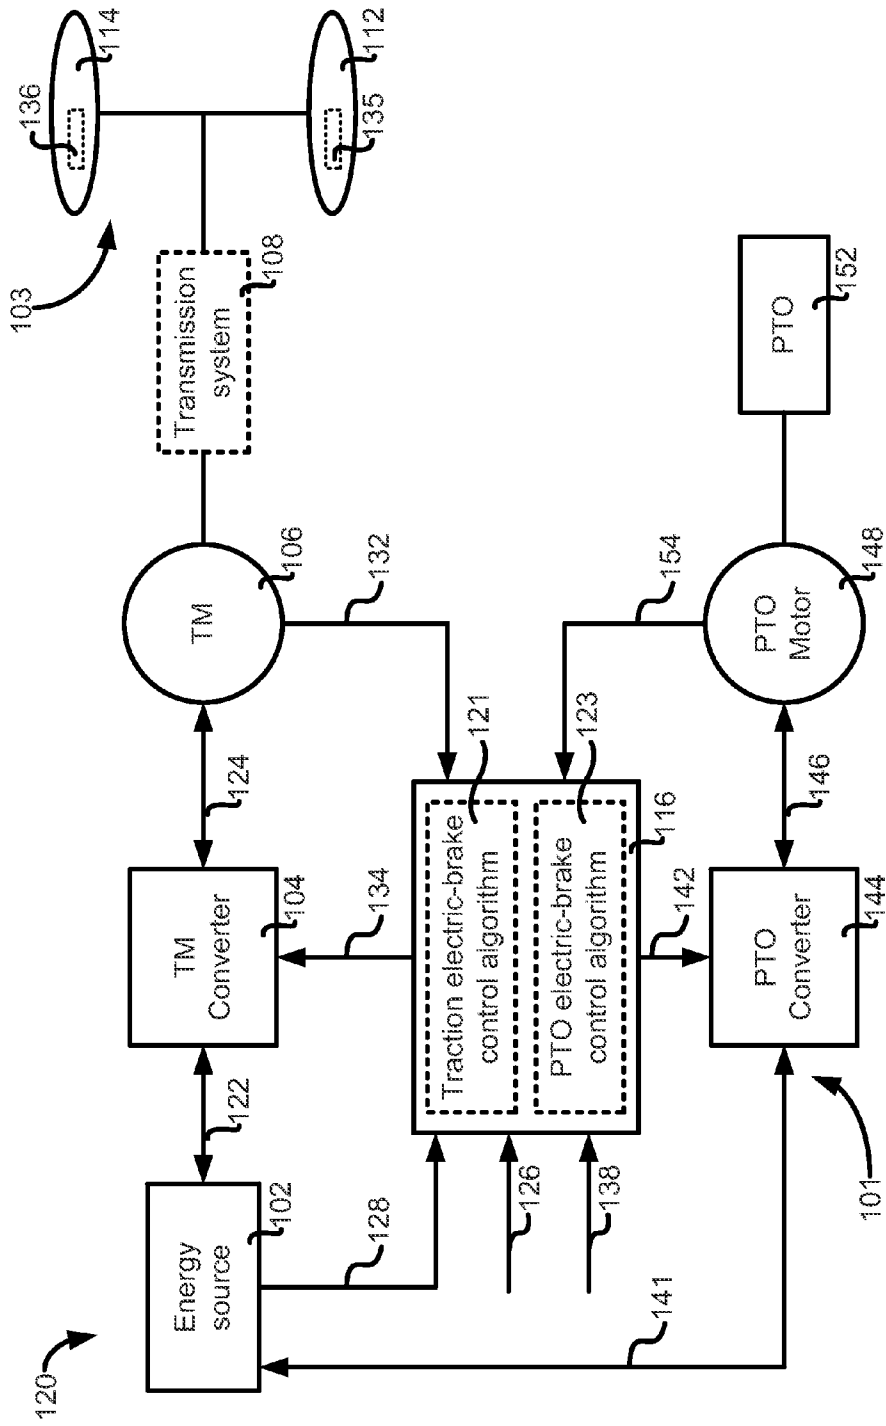 120
Energy
source
102
122
TM
Converter
104
124
TM
106
Transmission
system
108
103
136
114
135
112
128
134
132
126
138
Traction electric-brake
control algorithm
121
PTO electric-brake
control algorithm
123
116
142
154
141
101
PTO
Converter
144
146
PTO
Motor
148
PTO
152